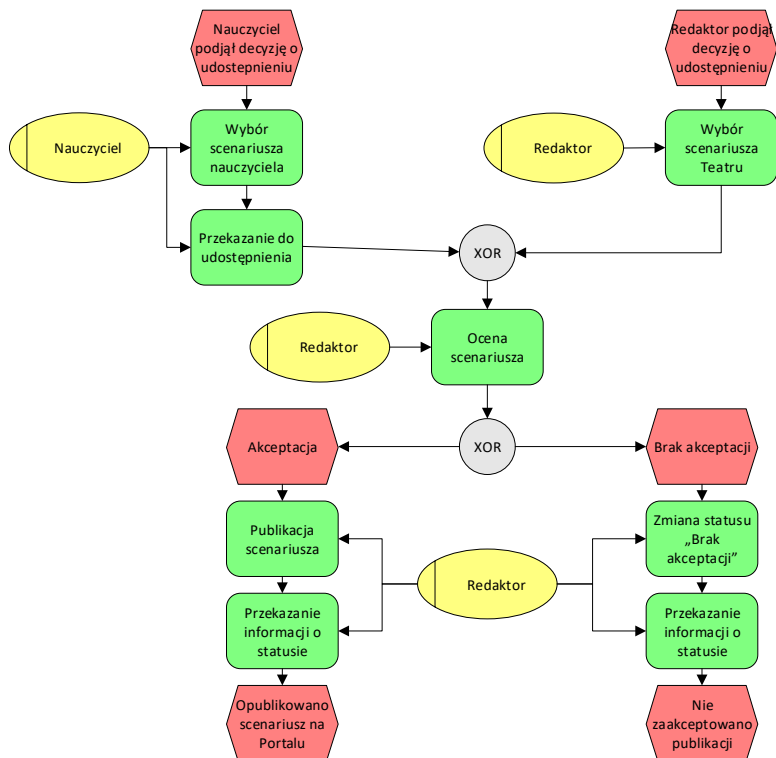 Nauczyciel
podjął decyzję o
udostepnieniu
Redaktor podjął
decyzję o
udostępnieniu
Nauczyciel
Wybór
scenariusza
nauczyciela
Redaktor
Wybór
scenariusza
Teatru
Przekazanie do
udostępnienia
XOR
Redaktor
Ocena
scenariusza
Akceptacja
XOR
Brak akceptacji
Publikacja
scenariusza
Zmiana statusu
„Brak
akceptacji”
Redaktor
Przekazanie
informacji o
statusie
Przekazanie
informacji o
statusie
Opublikowano
scenariusz na
Portalu
Nie
zaakceptowano
publikacji